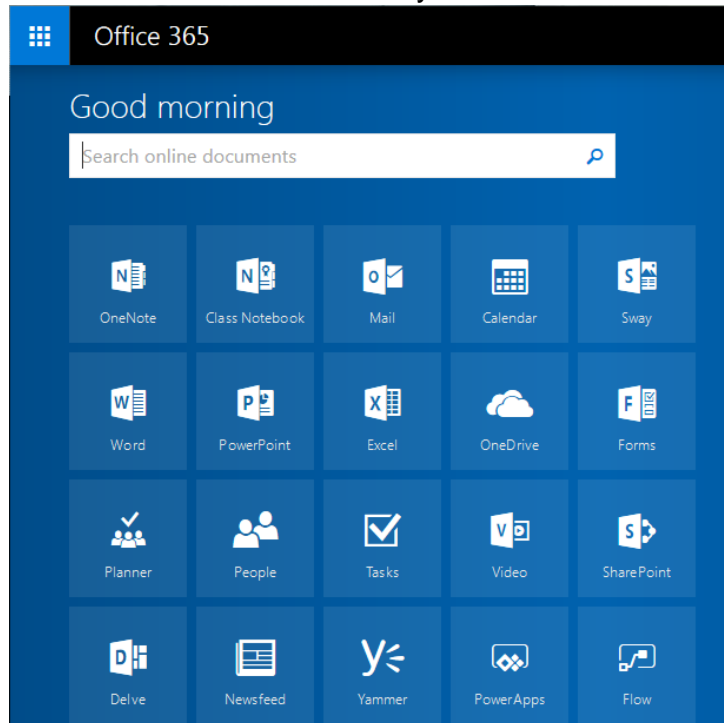 Office 365
Good morning
Search online documents
OneNote Class Notebook Mail Calendar Sway
Word PowerPoint Excel OneDrive Forms
Planner People Tasks Video SharePoint
Delve Newsfeed Yammer PowerApps Flow